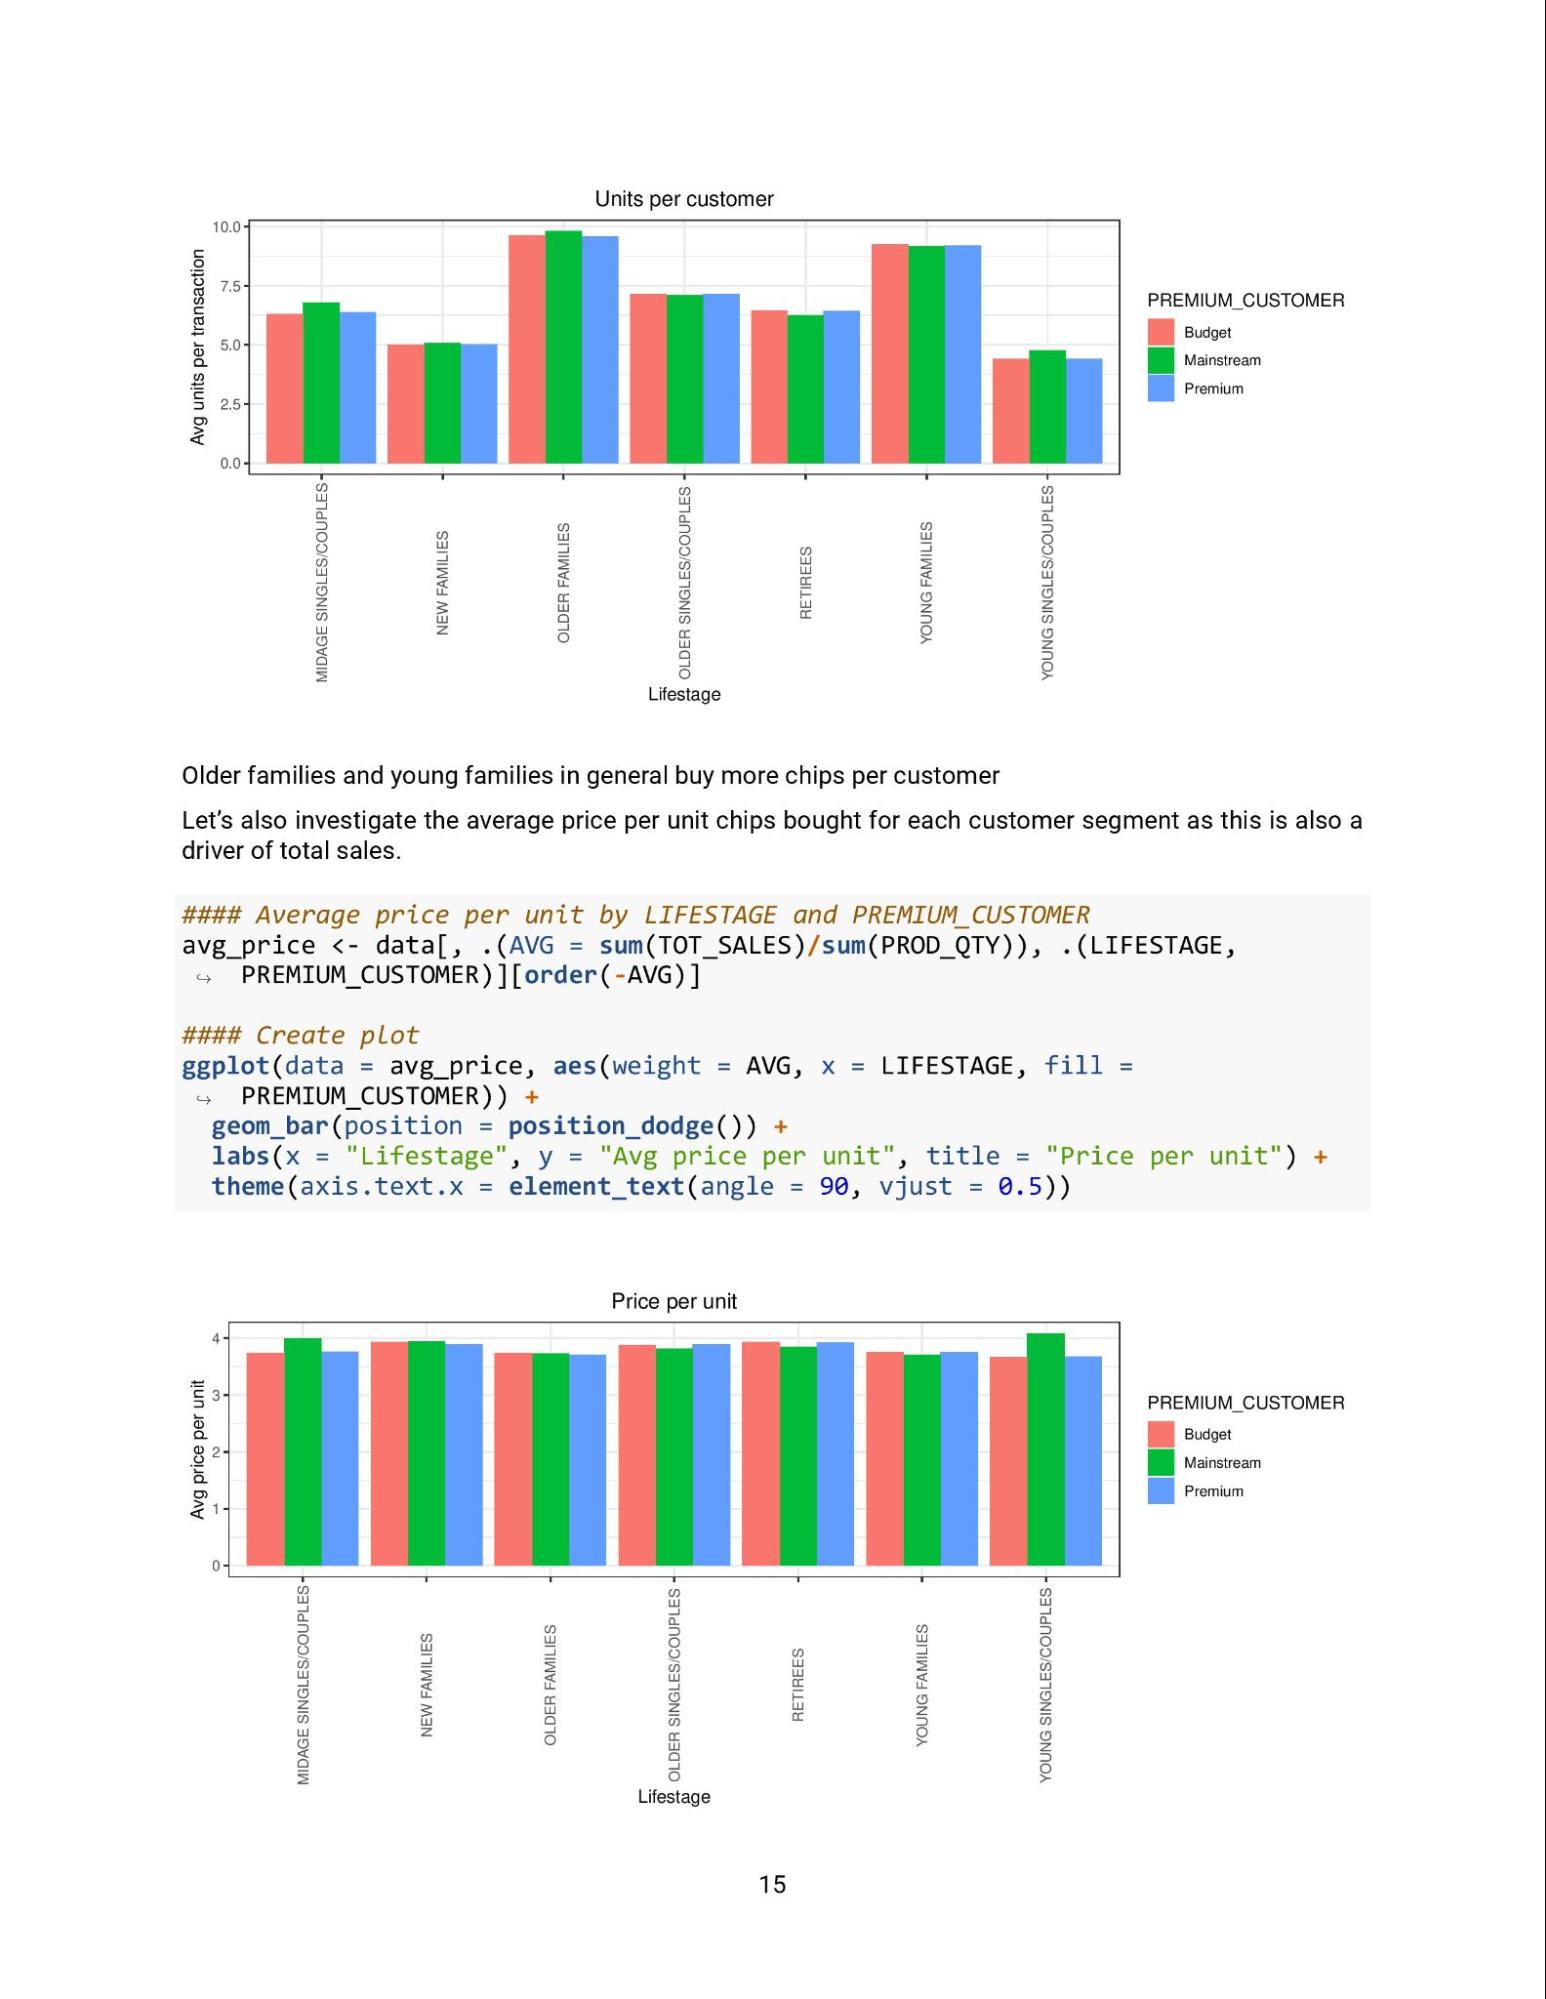 Units per customer
10.0
7.5
5.0
2.5
0.0
Avg units per transaction
MIDAGE SINGLES/COUPLES
NEW FAMILIES
OLDER FAMILIES
OLDER SINGLES/COUPLES
RETIREES
YOUNG FAMILIES
YOUNG SINGLES/COUPLES
Lifestage
PREMIUM_CUSTOMER
Budget
Mainstream
Premium
Older families and young families in general buy more chips per customer
Let’s also investigate the average price per unit chips bought for each customer segment as this is also a
driver of total sales.
#### Average price per unit by LIFESTAGE and PREMIUM_CUSTOMER
avg_price <- data[, .(AVG = sum(TOT_SALES)/sum(PROD_QTY)), .(LIFESTAGE,
↪ PREMIUM_CUSTOMER)][order(-AVG)]
#### Create plot
ggplot(data = avg_price, aes(weight = AVG, x = LIFESTAGE, fill =
↪ PREMIUM_CUSTOMER)) +
geom_bar(position = position_dodge()) +
labs(x = "Lifestage", y = "Avg price per unit", title = "Price per unit") +
theme(axis.text.x = element_text(angle = 90, vjust = 0.5))
Price per unit
4
3
2
1
0
Avg price per unit
MIDAGE SINGLES/COUPLES
NEW FAMILIES
OLDER FAMILIES
OLDER SINGLES/COUPLES
RETIREES
YOUNG FAMILIES
YOUNG SINGLES/COUPLES
Lifestage
PREMIUM_CUSTOMER
Budget
Mainstream
Premium
15